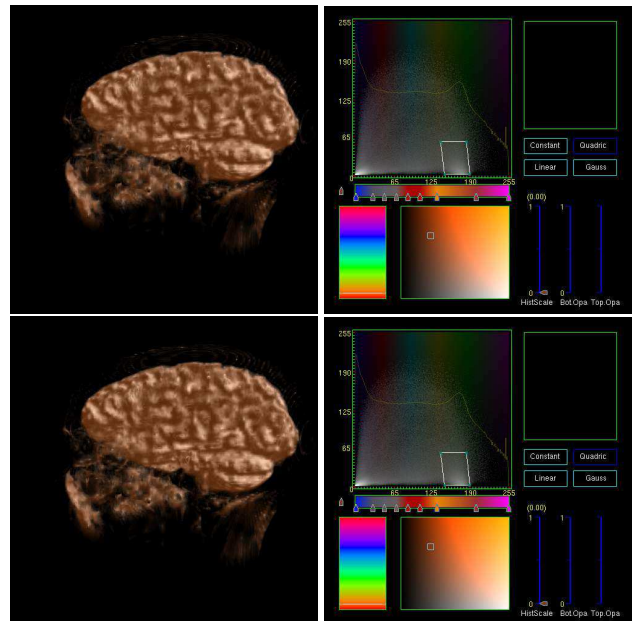 255
190
125
65
0
65
125
190
255
Constant
Quadric
Linear
Gauss
(0.00)
1
1
0
0
HistScale
Bot.Opa
Top.Opa
255
190
125
65
0
65
125
190
255
Constant
Quadric
Linear
Gauss
(0.00)
1
1
0
0
HistScale
Bot.Opa
Top.Opa